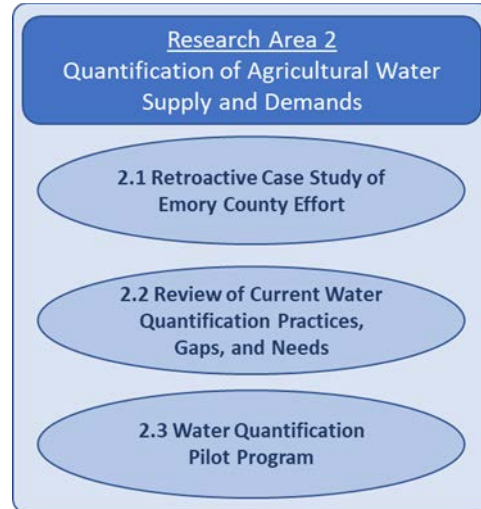 Research Area 2
Quantification of Agricultural Water
Supply and Demands
2.1 Retroactive Case Study of
Emory County Effort
2.2 Review of Current Water
Quantification Practices,
Gaps, and Needs
2.3 Water Quantification
Pilot Program